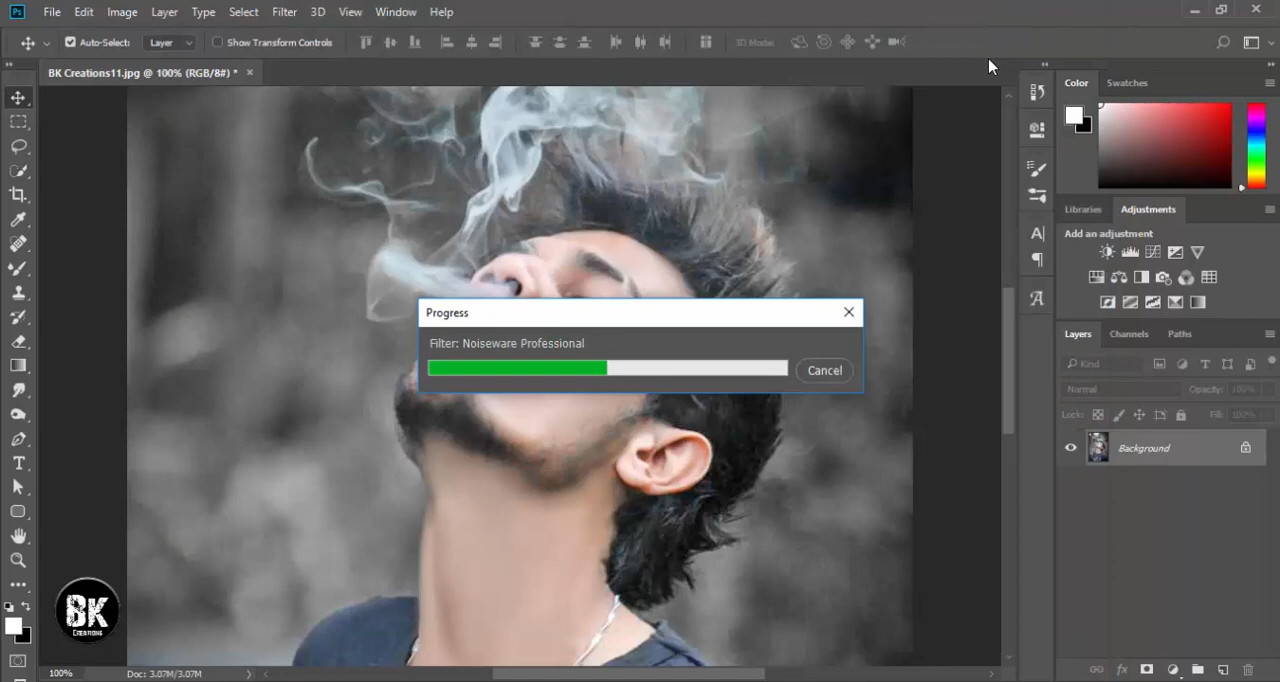 Ps File Edit Image Layer Type Select Filter 3D View Window Help
Auto-Select: Layer Show Transform Controls 3D Mode:
BK Creations11.jpg @ 100% (RGB/8#) * ×
Color Swatches
Libraries Adjustments
Add an adjustment
Progress
Filter: Noiseware Professional
Cancel
Layers Channels Paths
Kind
Normal Opacity: 100%
Lock: Fill: 100%
Background
BK
CREATIONS
100% Doc: 3.07M/3.07M